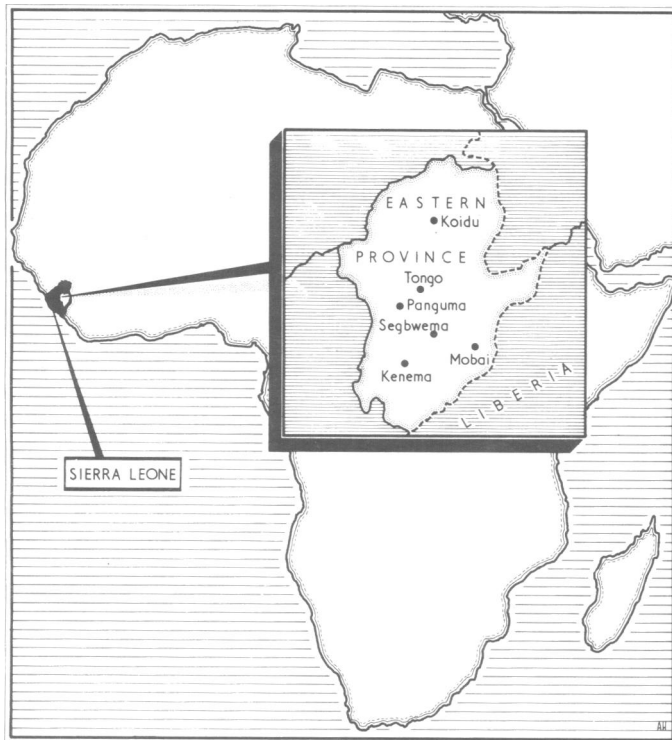 EASTERN
Koidu
PROVINCE
Tongo
Panguma
Segbwema
Mobai
Kenema
LIBERIA
SIERRA LEONE
AH